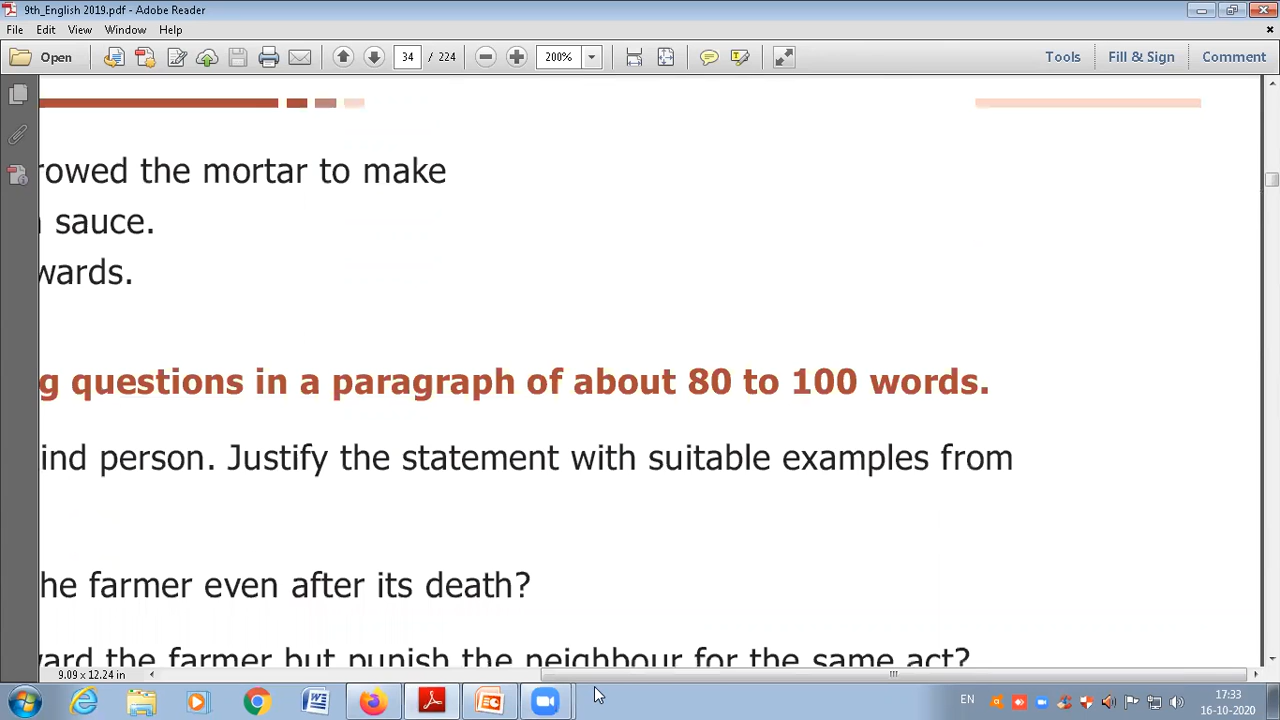 9th_English 2019.pdf - Adobe Reader
File Edit View Window Help
Open 34 / 224 200% Tools Fill & Sign Comment
rowed the mortar to make
sauce.
wards.
g questions in a paragraph of about 80 to 100 words.
ind person. Justify the statement with suitable examples from
he farmer even after its death?
ward the farmer but punish the neighbour for the same act?
9.09 x 12.24 in
EN 17:33
16-10-2020